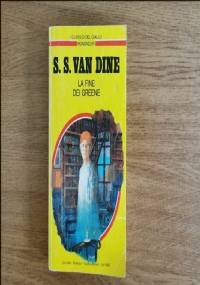 I CLASSICI DEL GIALLO
MONDADORI
S. S. VAN DINE
LA FINE
DEI GREENE